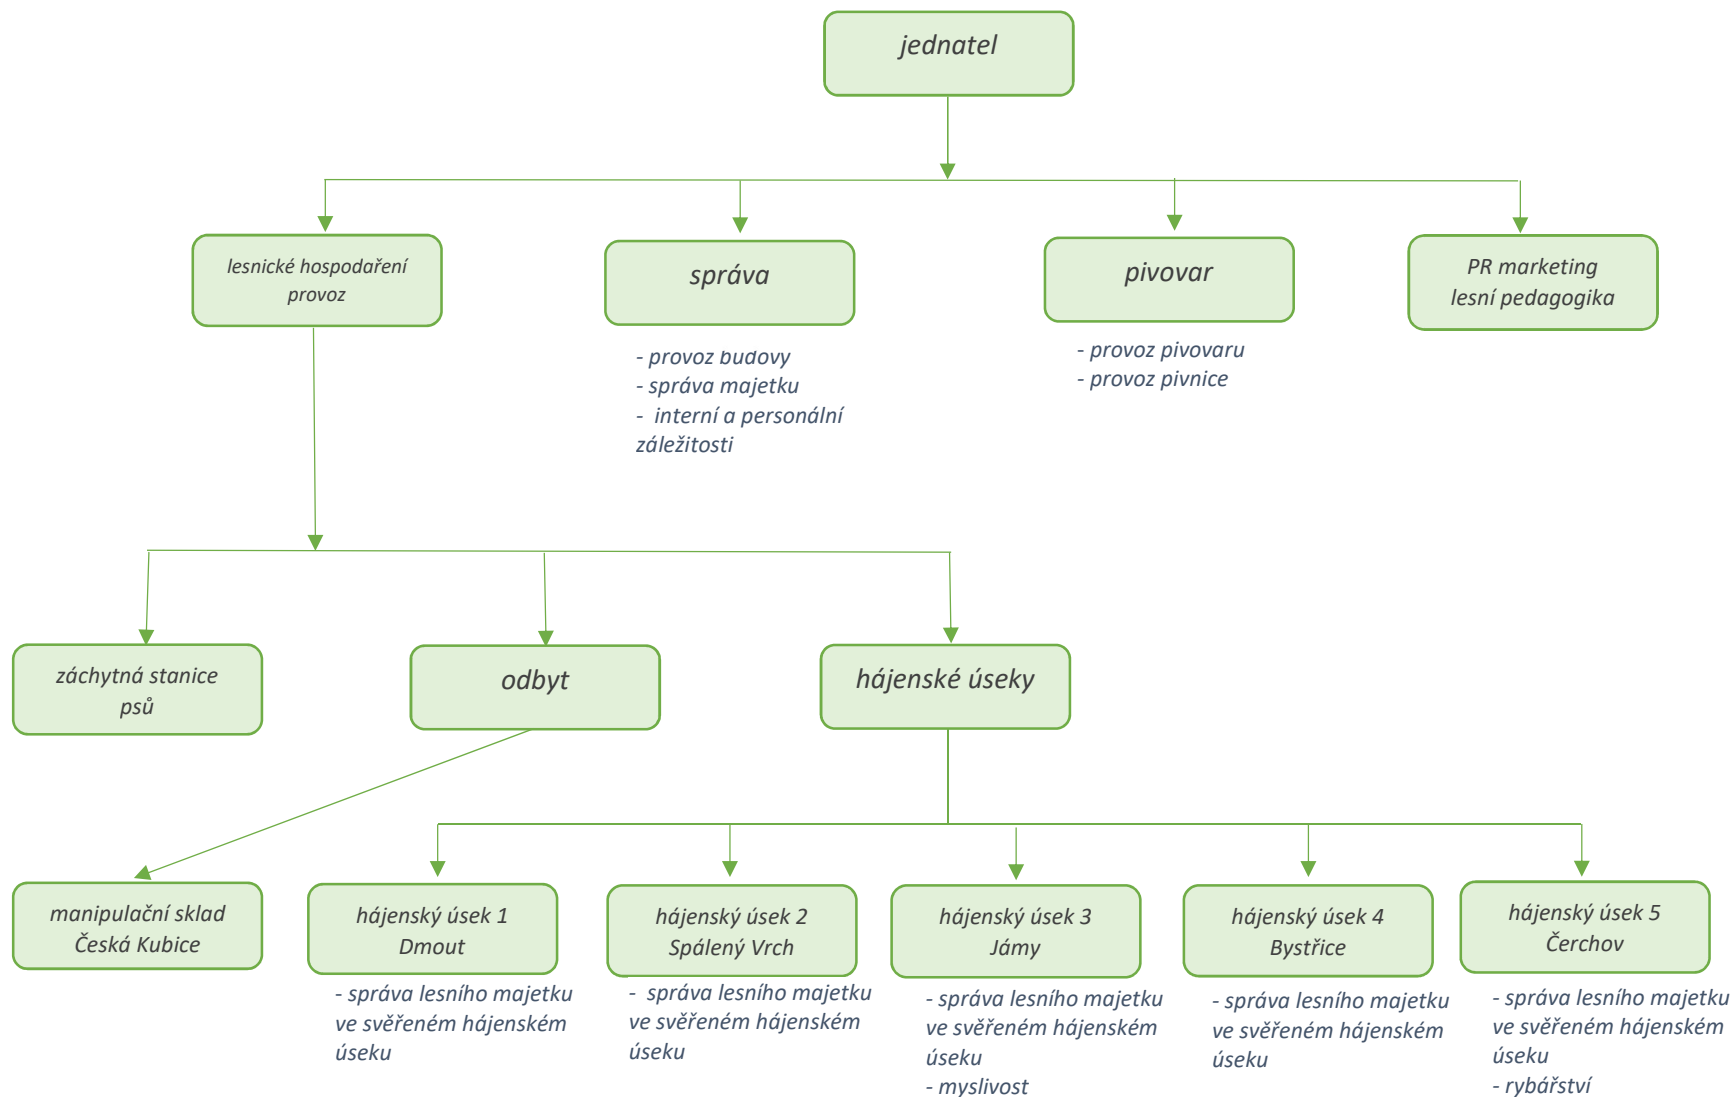 jednatel
lesnické hospodaření
provoz
správa
pivovar
PR marketing
lesní pedagogika
- provoz budovy
- správa majetku
-  interní a personální
záležitosti
- provoz pivovaru
- provoz pivnice
záchytná stanice
psů
odbyt
hájenské úseky
manipulační sklad
Česká Kubice
hájenský úsek 1
Dmout
hájenský úsek 2
Spálený Vrch
hájenský úsek 3
Jámy
hájenský úsek 4
Bystřice
hájenský úsek 5
Čerchov
- správa lesního majetku
ve svěřeném hájenském
úseku
-  správa lesního majetku
ve svěřeném hájenském
úseku
- správa lesního majetku
ve svěřeném hájenském
úseku
- myslivost
- správa lesního majetku
ve svěřeném hájenském
úseku
- správa lesního majetku
ve svěřeném hájenském
úseku
- rybářství